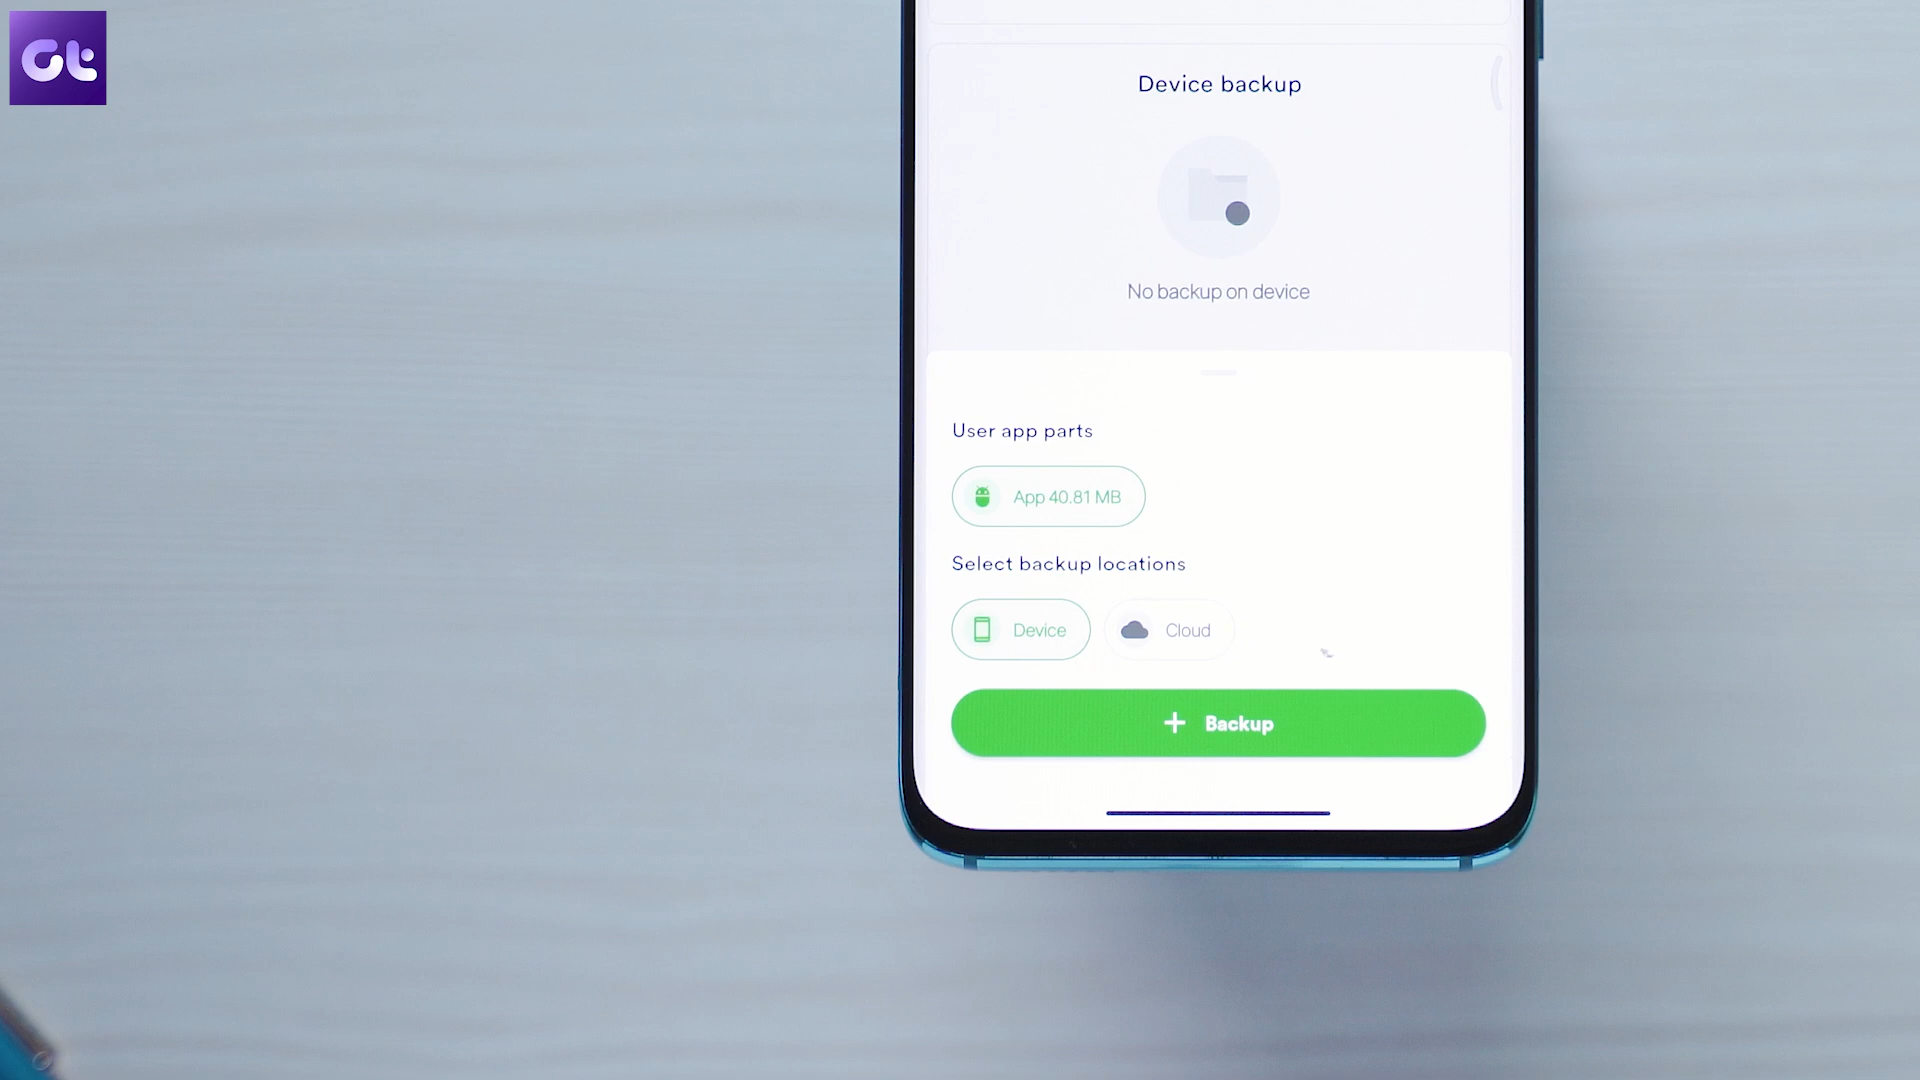 Gt
Device backup
No backup on device
User app parts
App 40.81 MB
Select backup locations
Device
Cloud
+ Backup